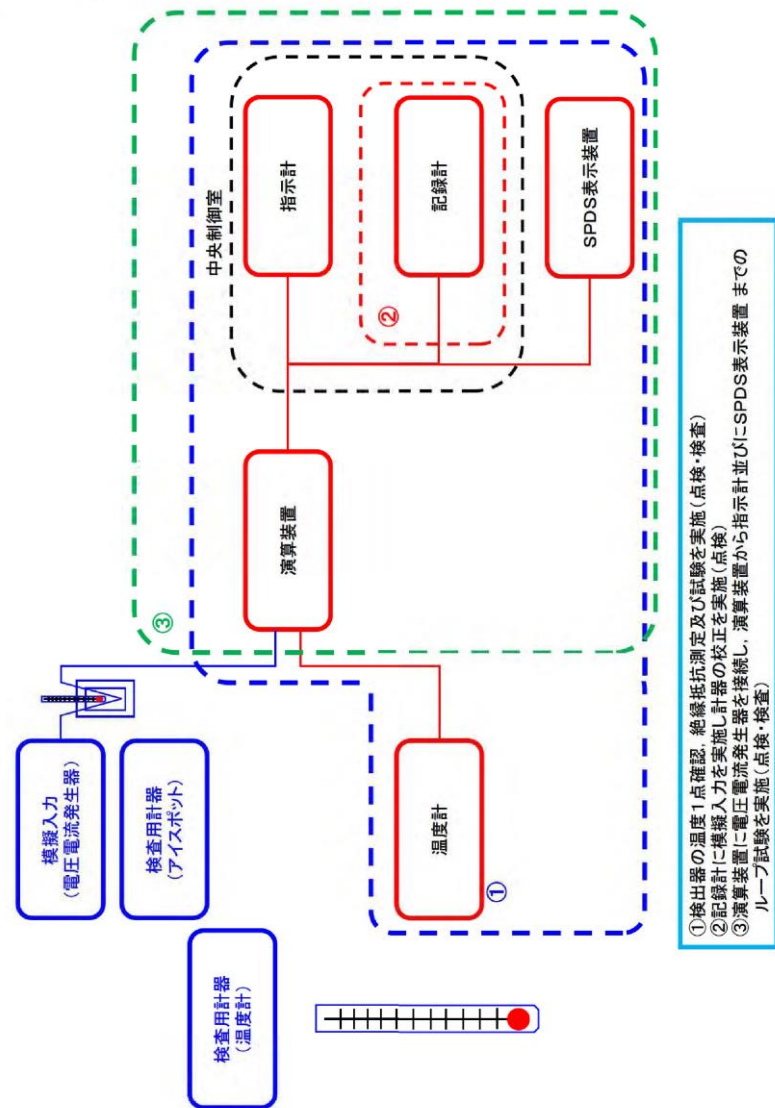 模擬入力
(電圧電流発生器)
検査用計器
(アイスポット)
検査用計器
(温度計)
③
演算装置
温度計
①
中央制御室
指示計
②
記録計
SPDS表示装置
①検出器の温度1点確認,絶縁抵抗測定及び試験を実施(点検・検査)
②記録計に模擬入力を実施し計器の校正を実施(点検)
③演算装置に電圧電流発生器を接続し,演算装置から指示計並びにSPDS表示装置 までの
ループ試験を実施(点検・検査)